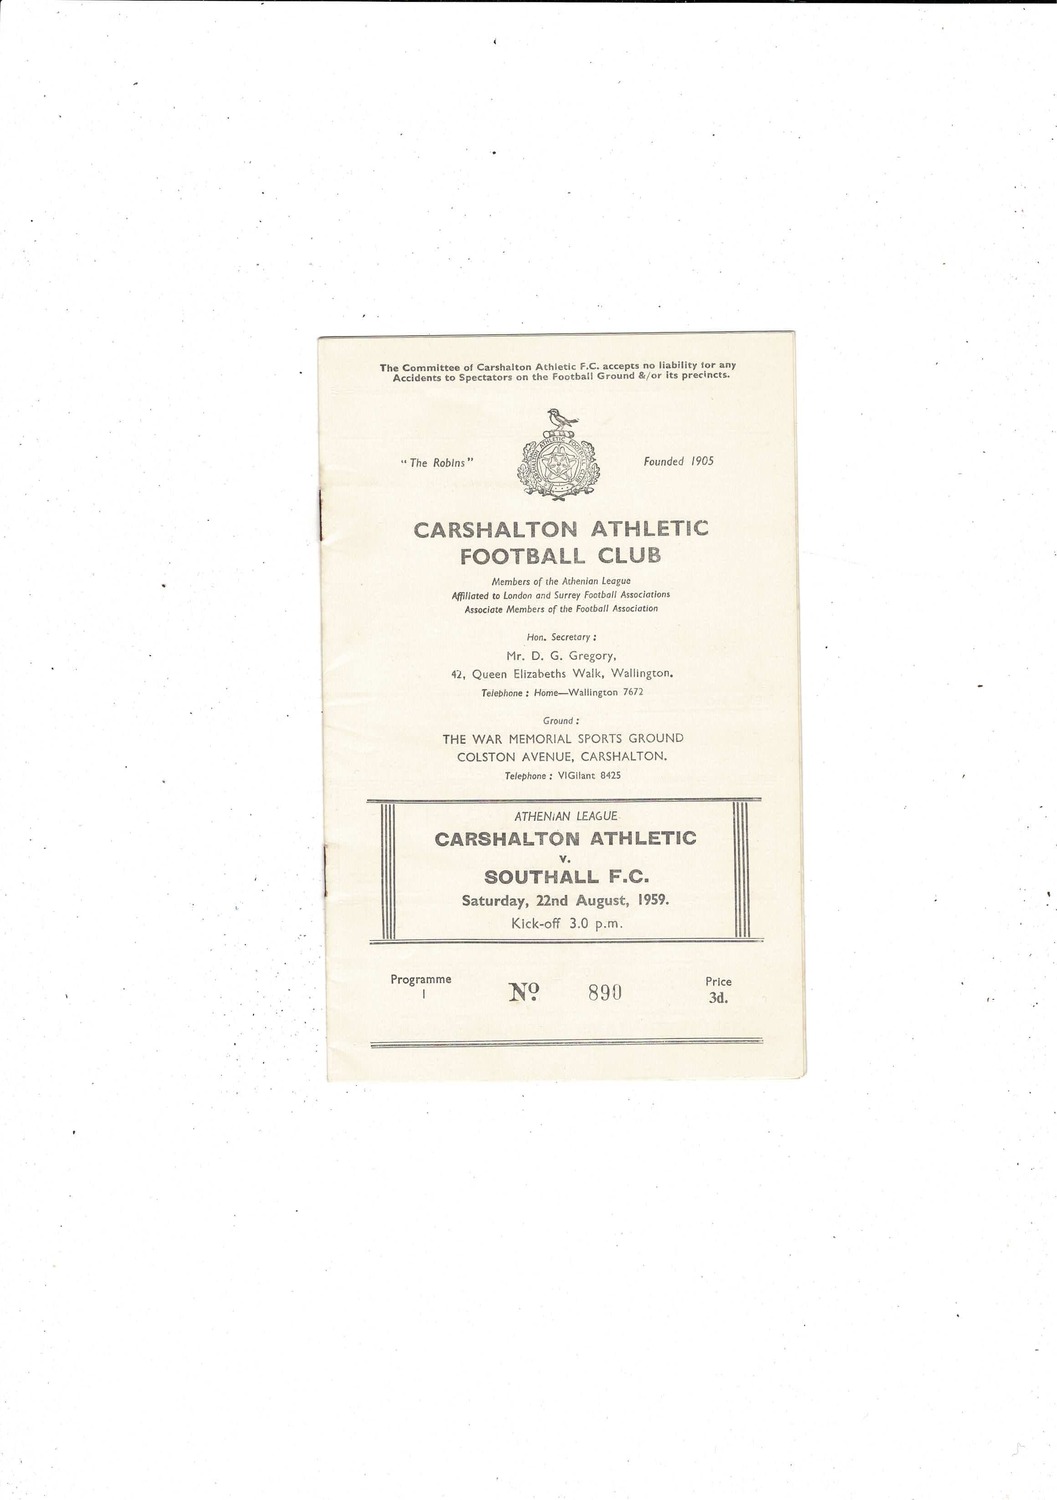 The Committee of Carshalton Athletic F.C. accepts no liability for any
Accidents to Spectators on the Football Ground &/or its precincts.
"The Robins"
Founded 1905
CARSHALTON ATHLETIC
FOOTBALL CLUB
Members of the Athenian League
Affiliated to London and Surrey Football Associations
Associate Members of the Football Association
Hon. Secretary :
Mr. D. G. Gregory,
42, Queen Elizabeths Walk, Wallington.
Telephone : Home—Wallington 7672
Ground :
THE WAR MEMORIAL SPORTS GROUND
COLSTON AVENUE, CARSHALTON.
Telephone : VIGilant 8425
ATHENIAN LEAGUE
CARSHALTON ATHLETIC
v.
SOUTHALL F.C.
Saturday, 22nd August, 1959.
Kick-off 3.0 p.m.
Programme
1
Nº 890
Price
3d.